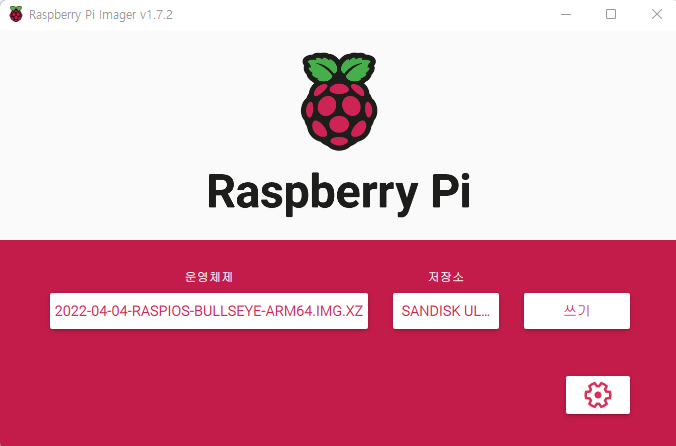 Raspberry Pi Imager v1.7.2
Raspberry Pi
운영체제 저장소
2022-04-04-RASPIOS-BULLSEYE-ARM64.IMG.XZ SANDISK UL... 쓰기